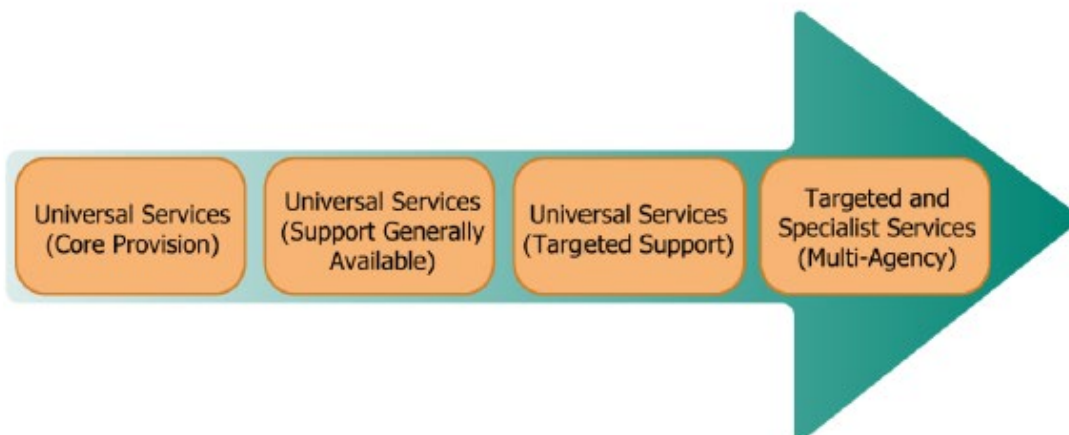 Universal Services
(Core Provision)
Universal Services
(Support Generally
Available)
Universal Services
(Targeted Support)
Targeted and
Specialist Services
(Multi-Agency)